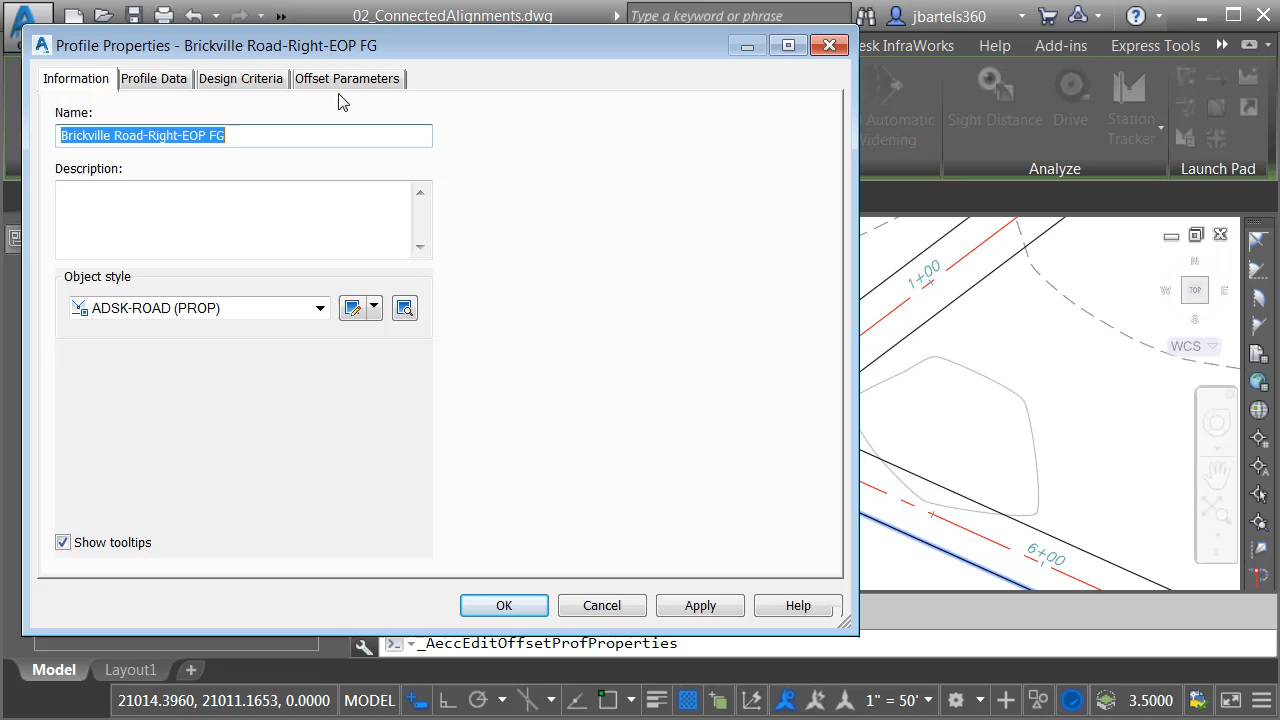 02_ConnectedAlignments.dwg
Type a keyword or phrase
jbartels360
Profile Properties - Brickville Road-Right-EOP FG
esk InfraWorks
Help
Add-ins
Express Tools
Information
Profile Data
Design Criteria
Offset Parameters
Automatic
idening
Sight Distance
Drive
Station
Tracker
Analyze
Launch Pad
Name:
Brickville Road-Right-EOP FG
Description:
Object style
ADSK-ROAD (PROP)
Show tooltips
OK
Cancel
Apply
Help
1+00
6+00
N
W
TOP
E
S
WCS
_AeccEditOffsetProfProperties
Model
Layout1
21014.3960, 21011.1653, 0.0000
MODEL
1" = 50'
3.5000